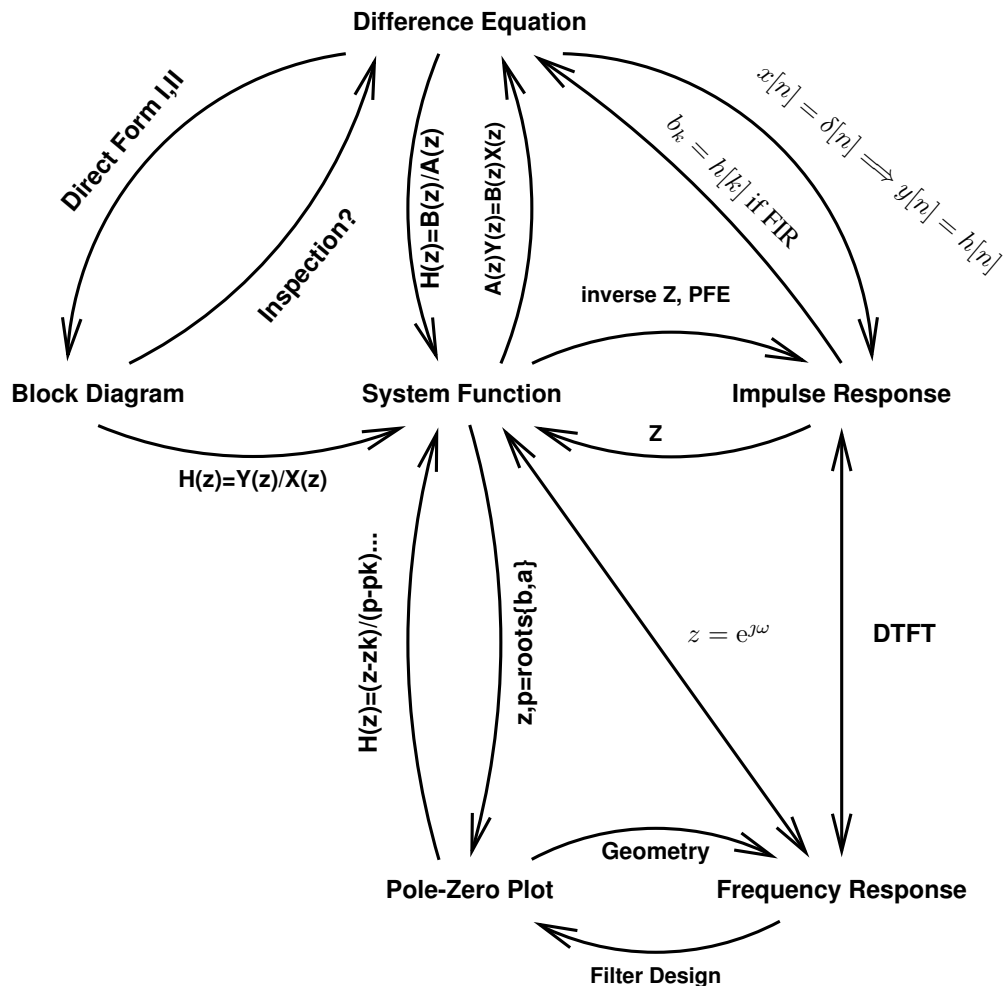 Difference Equation
Direct Form I,II
Inspection?
H(z)=B(z)/A(z)
A(z)Y(z)=B(z)X(z)
b_k = h[k] if FIR
x[n] = δ[n] ⟹ y[n] = h[n]
inverse Z, PFE
Block Diagram
System Function
Impulse Response
Z
H(z)=Y(z)/X(z)
H(z)=(z-zk)/(p-pk)...
z,p=roots{b,a}
z = e^{ȷω}
DTFT
Geometry
Pole-Zero Plot
Frequency Response
Filter Design